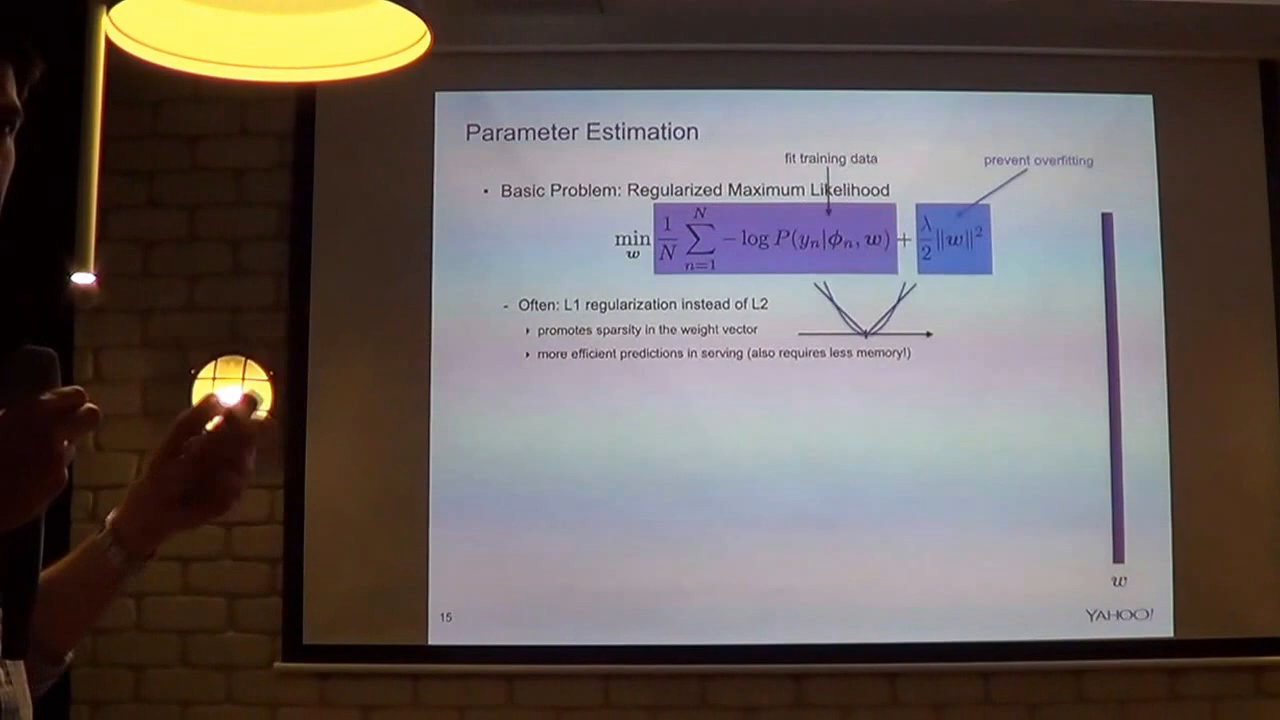 Parameter Estimation
fit training data
prevent overfitting
• Basic Problem: Regularized Maximum Likelihood
min_w 1/N ∑_{n=1}^{N} −log P(y_n|ϕ_n, w) + λ/2 ‖w‖²
- Often: L1 regularization instead of L2
‣ promotes sparsity in the weight vector
‣ more efficient predictions in serving (also requires less memory!)
w
15
YAHOO!